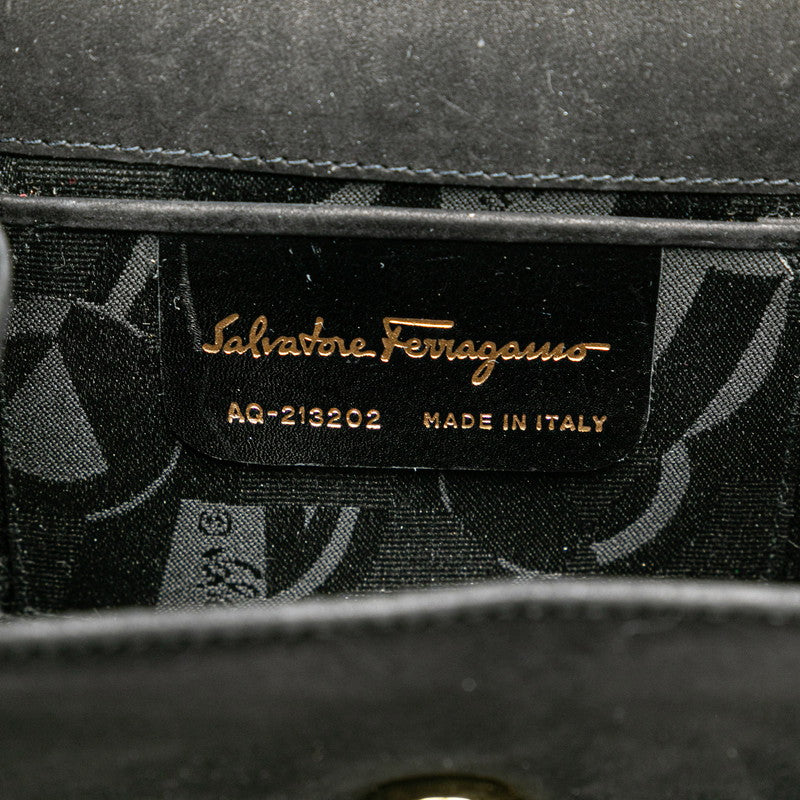 Salvatore Ferragamo
AQ-213202 MADE IN ITALY